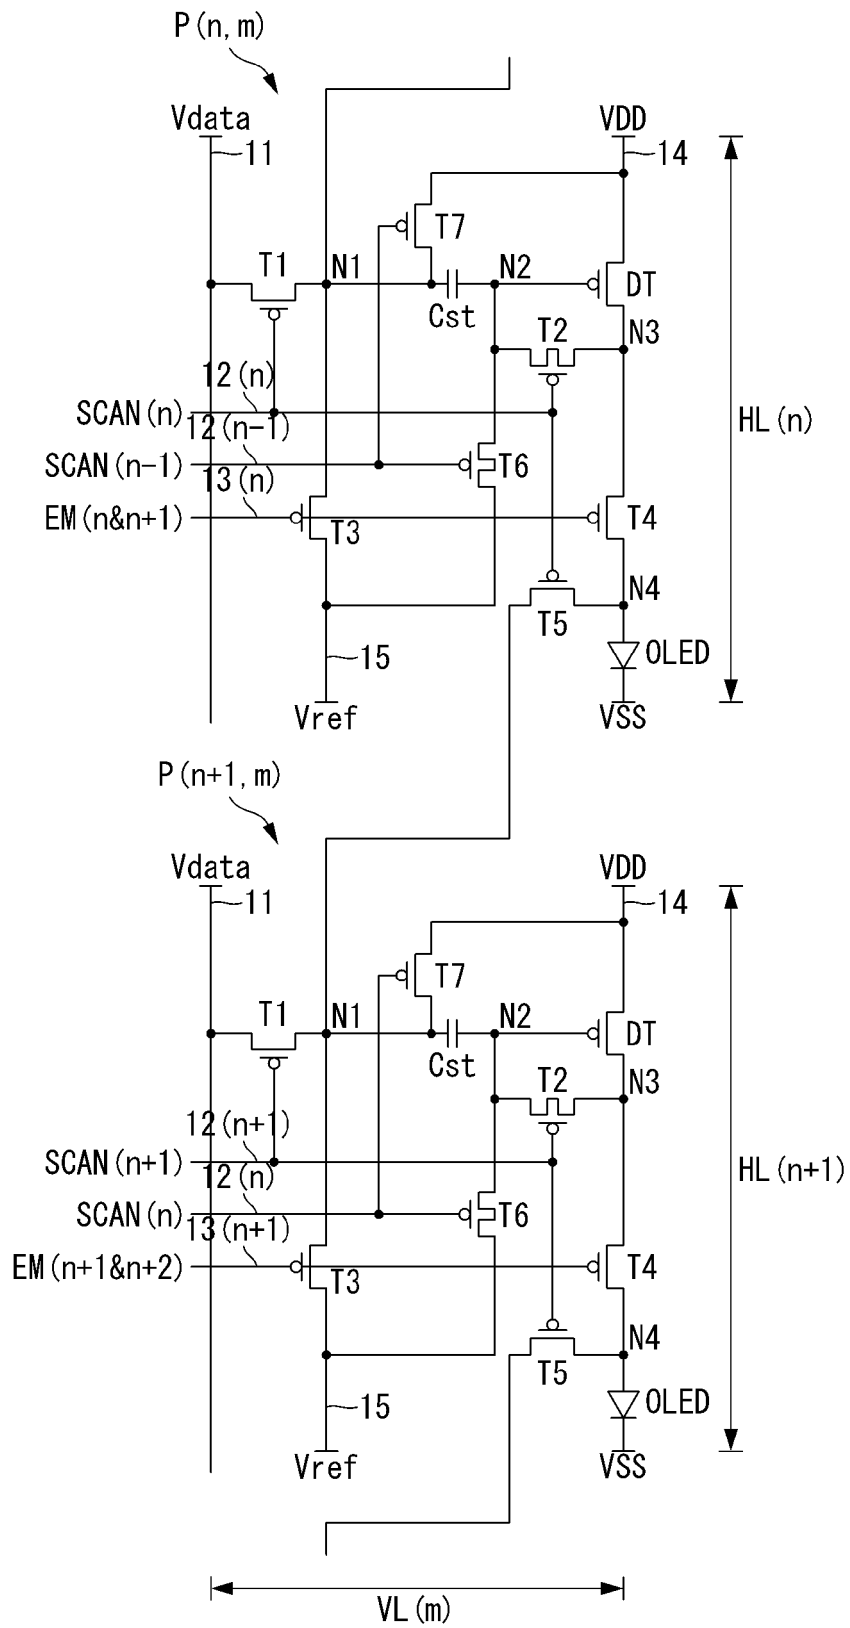 P(n,m)
Vdata
VDD
11
14
T7
T1
N1
N2
DT
Cst
T2
N3
12(n)
SCAN(n)
12(n-1)
HL(n)
SCAN(n-1)
T6
13(n)
EM(n&n+1)
T3
T4
N4
T5
15
OLED
Vref
VSS
P(n+1,m)
Vdata
VDD
11
14
T7
T1
N1
N2
DT
Cst
T2
N3
12(n+1)
SCAN(n+1)
12(n)
HL(n+1)
SCAN(n)
T6
13(n+1)
EM(n+1&n+2)
T3
T4
N4
T5
15
OLED
Vref
VSS
VL(m)